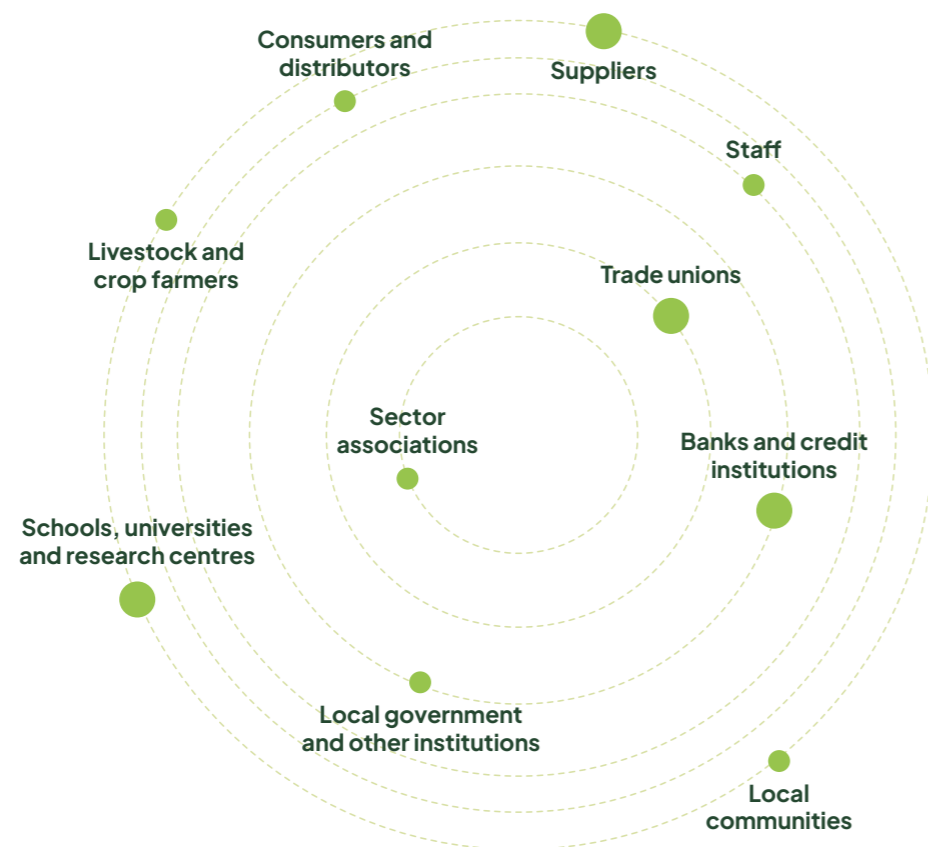 Consumers and
distributors
Suppliers
Staff
Livestock and
crop farmers
Trade unions
Sector
associations
Banks and credit
institutions
Schools, universities
and research centres
Local government
and other institutions
Local
communities